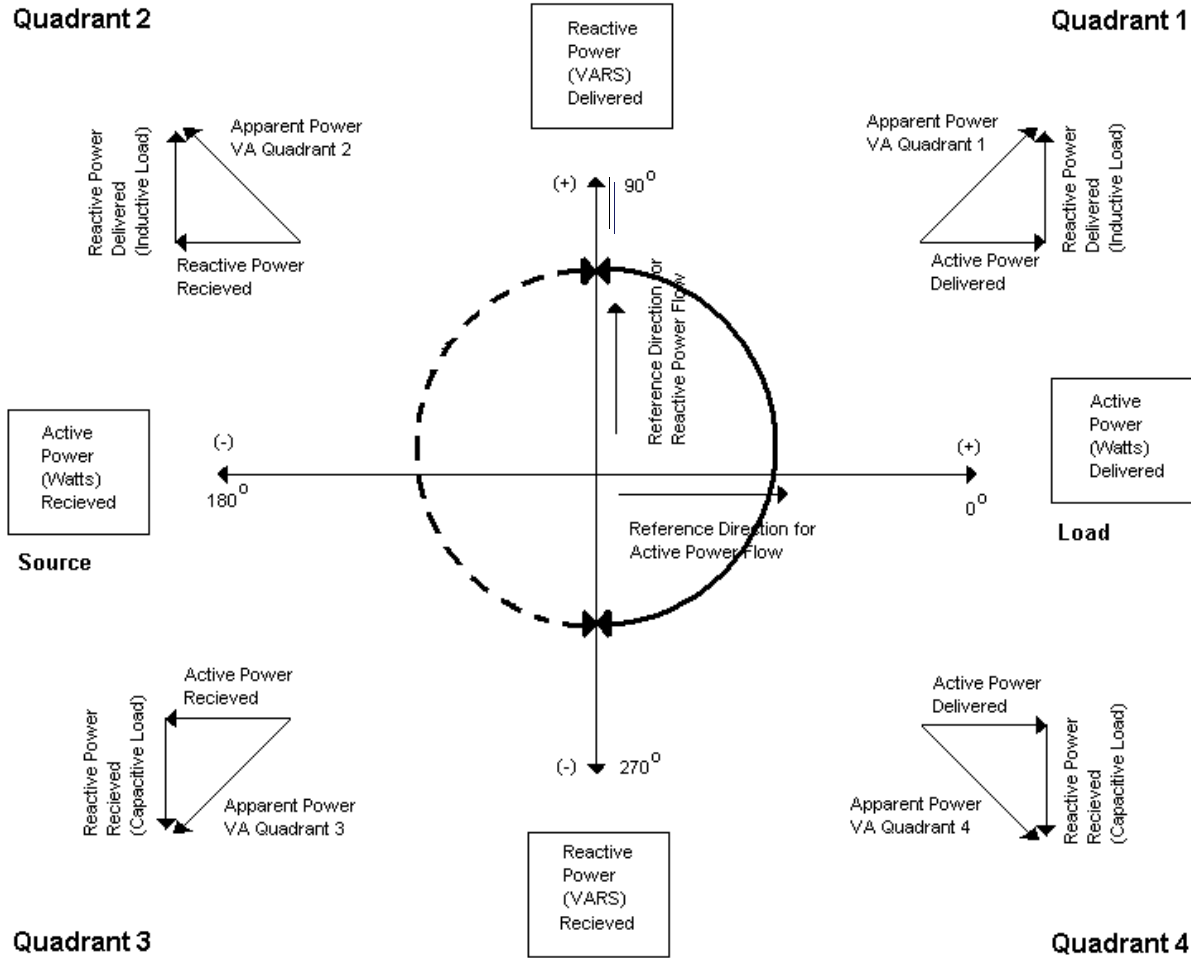 Quadrant 2
Quadrant 1
Reactive
Power
(VARS)
Delivered
Reactive Power
Delivered
(Inductive Load)
Apparent Power
VA Quadrant 2
Reactive Power
Recieved
Apparent Power
VA Quadrant 1
Reactive Power
Delivered
(Inductive Load)
Active Power
Delivered
(+)
90°
Reference Direction for
Reactive Power Flow
Active
Power
(Watts)
Recieved
Source
(-)
180°
(+)
0°
Active
Power
(Watts)
Delivered
Load
Reference Direction for
Active Power Flow
Active Power
Recieved
Reactive Power
Recieved
(Capacitive Load)
Apparent Power
VA Quadrant 3
(-)
270°
Active Power
Delivered
Apparent Power
VA Quadrant 4
Reactive Power
Recieved
(Capacitive Load)
Reactive
Power
(VARS)
Recieved
Quadrant 3
Quadrant 4